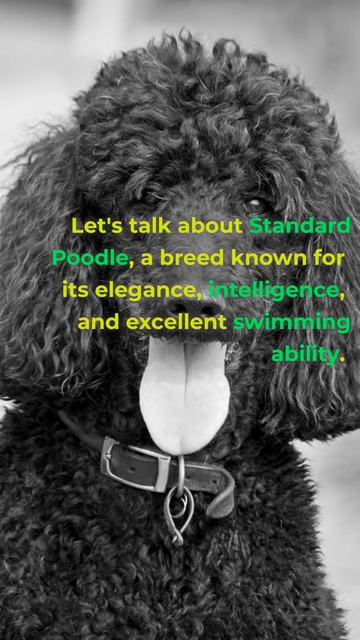 Let's talk about Standard
Poodle, a breed known for
its elegance, intelligence,
and excellent swimming
ability.